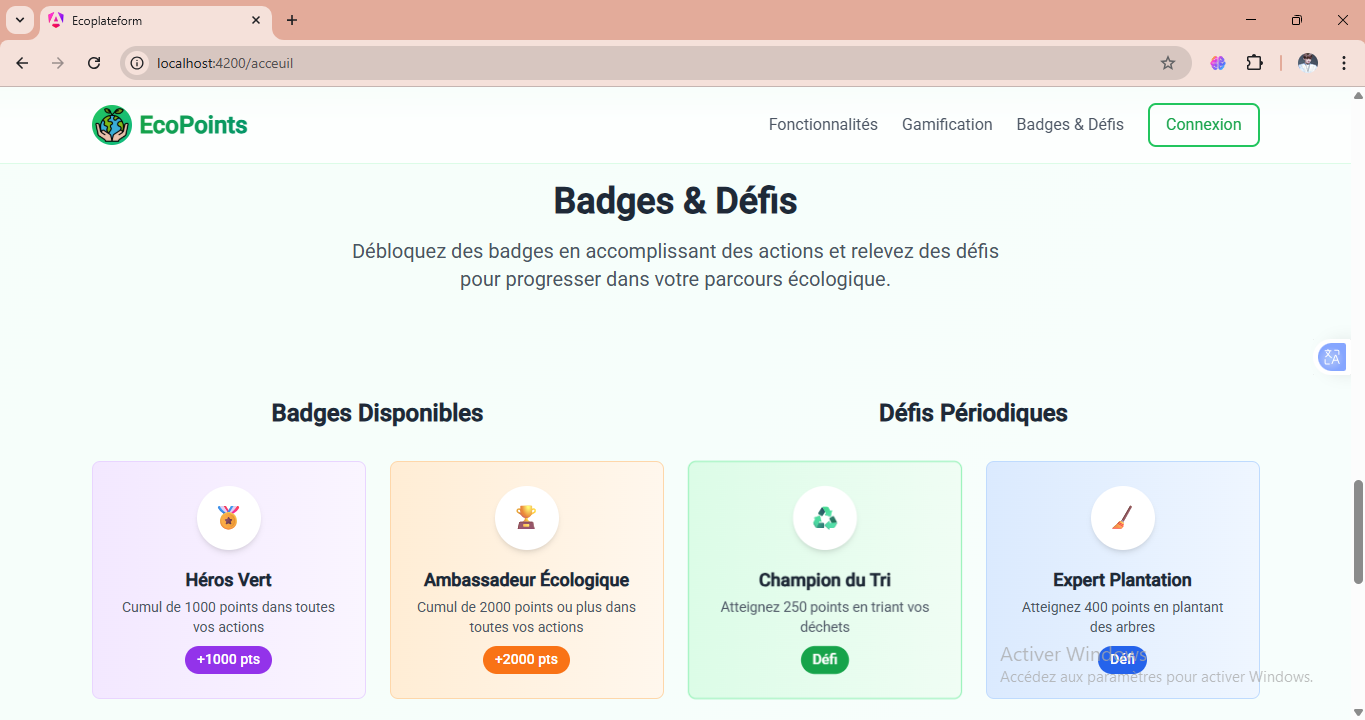 Ecoplateform
localhost:4200/acceuil
EcoPoints
Fonctionnalités
Gamification
Badges & Défis
Connexion
Badges & Défis
Débloquez des badges en accomplissant des actions et relevez des défis
pour progresser dans votre parcours écologique.
Badges Disponibles
Défis Périodiques
Héros Vert
Cumul de 1000 points dans toutes
vos actions
+1000 pts
Ambassadeur Écologique
Cumul de 2000 points ou plus dans
toutes vos actions
+2000 pts
Champion du Tri
Atteignez 250 points en triant vos
déchets
Défi
Expert Plantation
Atteignez 400 points en plantant
des arbres
Défi
Activer Windows
Accédez aux paramètres pour activer Windows.